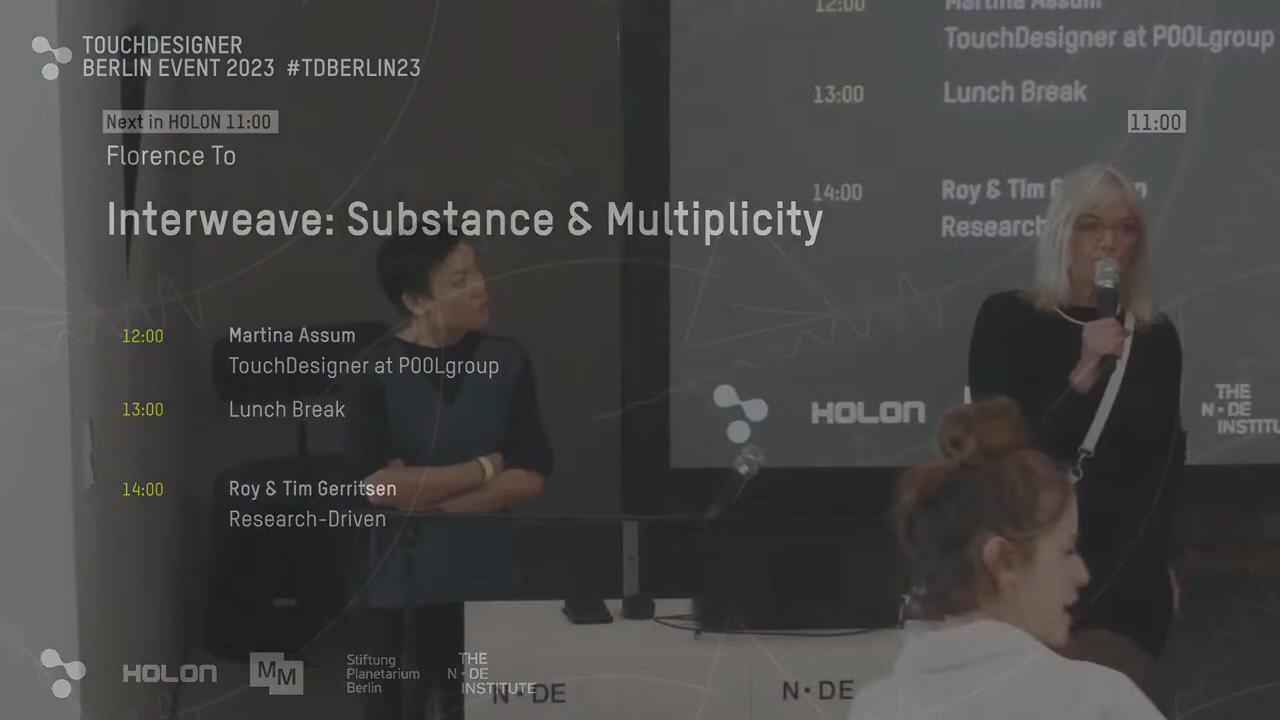 TOUCHDESIGNER
BERLIN EVENT 2023 #TDBERLIN23
Next in HOLON 11:00
11:00
Florence To
Interweave: Substance & Multiplicity
12:00 Martina Assum
TouchDesigner at POOLgroup
13:00 Lunch Break
14:00 Roy & Tim Gerritsen
Research-Driven
HOLON
MM
Stiftung
Planetarium
Berlin
THE
N•DE
INSTITUTE
12:00 Martina Assum
TouchDesigner at POOLgroup
13:00 Lunch Break
14:00 Roy & Tim
Research
HOLON
THE
N•DE
N•DE
N•DE